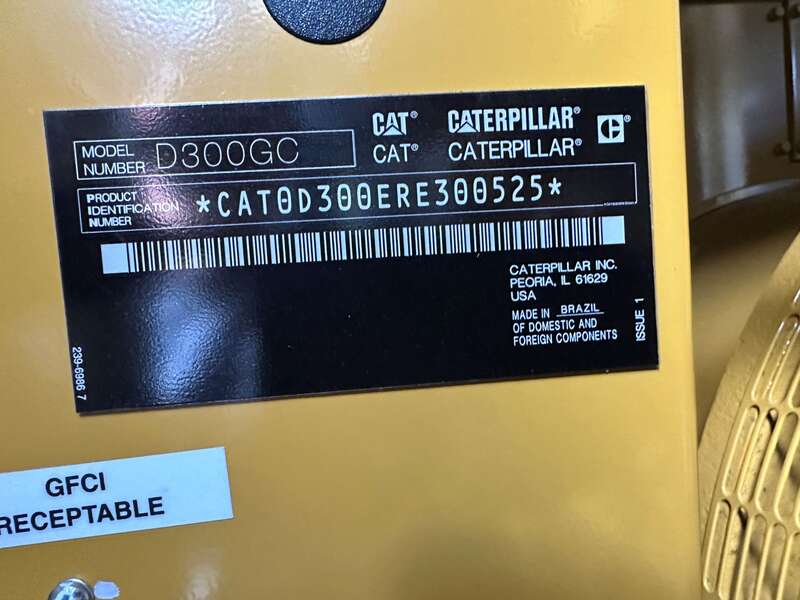 MODEL NUMBER D300GC
CAT® CATERPILLAR® C®
CAT® CATERPILLAR®
PRODUCT IDENTIFICATION NUMBER *CAT0D300ERE300525*
CATERPILLAR INC.
PEORIA, IL 61629
USA
MADE IN BRAZIL
OF DOMESTIC AND
FOREIGN COMPONENTS
ISSUE 1
239-6986 7
GFCI
RECEPTABLE